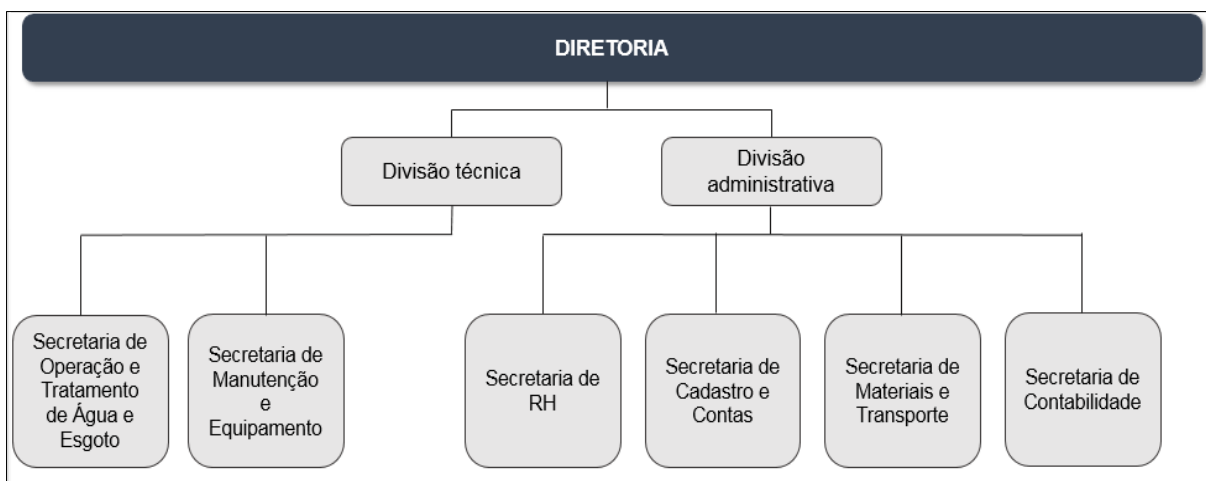 DIRETORIA
Divisão técnica
Divisão
administrativa
Secretaria de
Operação e
Tratamento
de Água e
Esgoto
Secretaria de
Manutenção
e
Equipamento
Secretaria de
RH
Secretaria de
Cadastro e
Contas
Secretaria de
Materiais e
Transporte
Secretaria de
Contabilidade